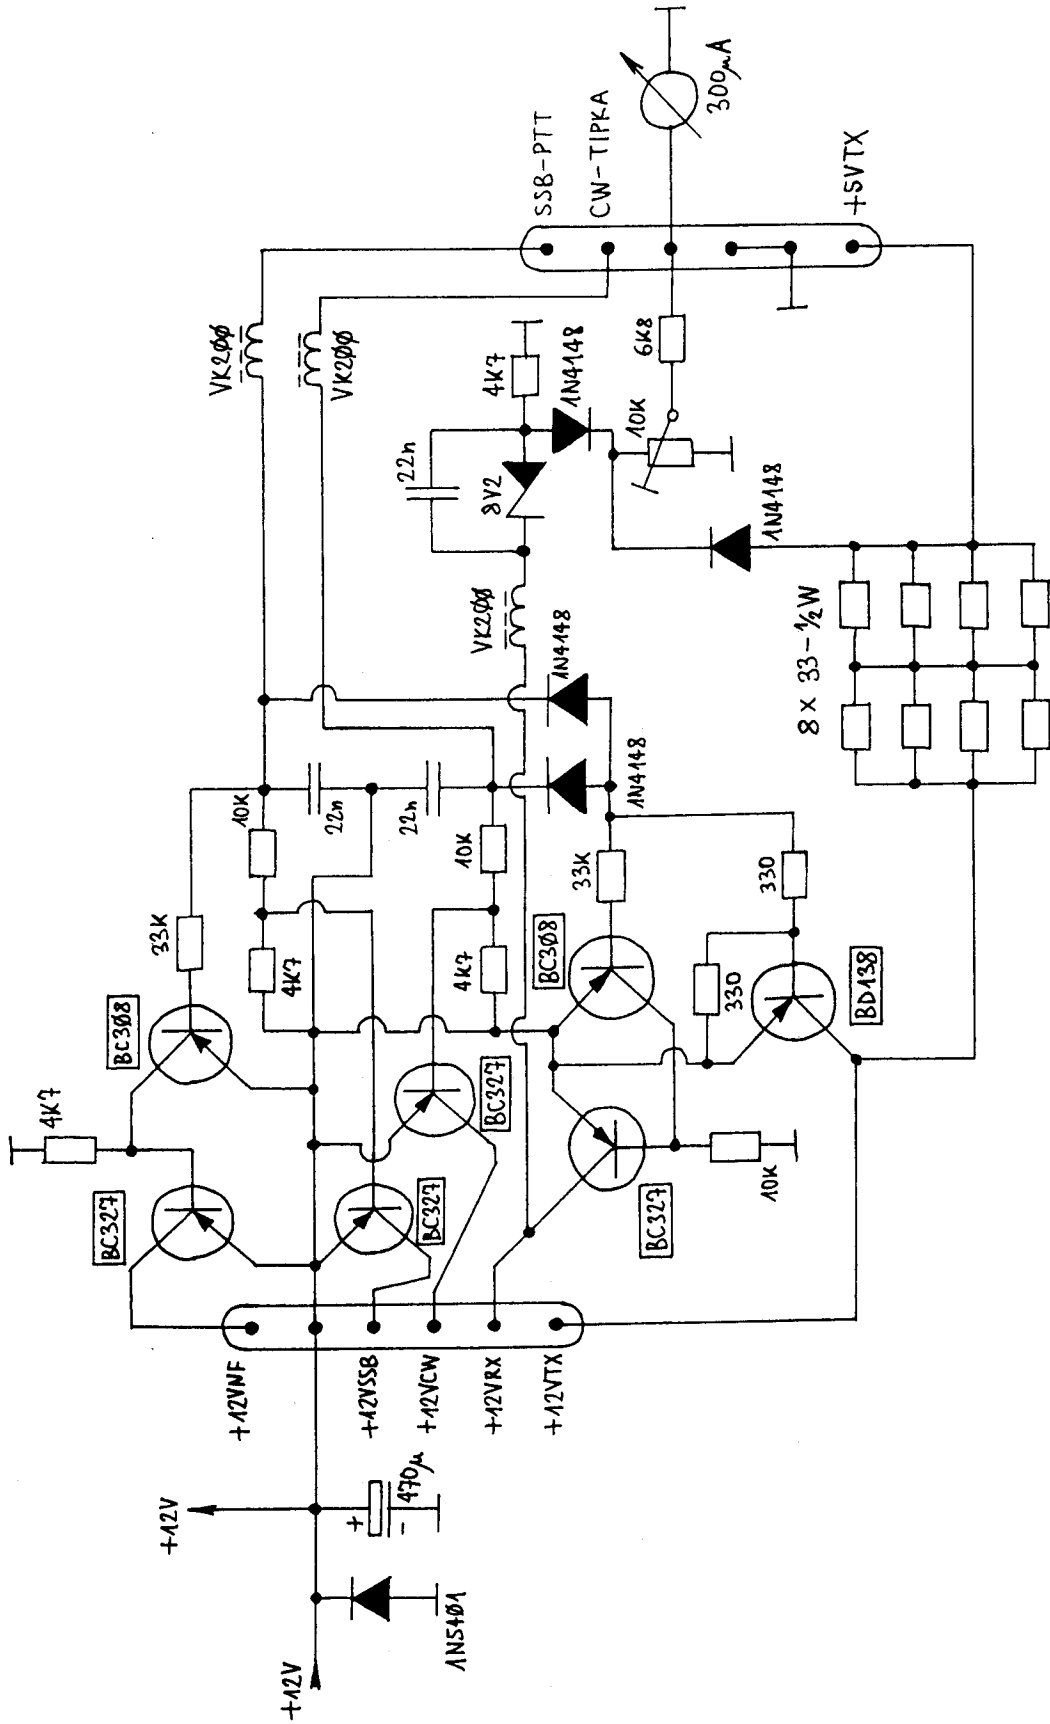 SSB-PTT
CW-TIPKA
300µA
+5VTX
VK200
VK200
4K7
1N4148
6K8
22n
8V2
10K
1N4148
VK200
1N4148
8 x 33-½W
10K
22n
22n
10K
1N4148
33K
33K
330
4K7
4K7
BC308
330
BD138
BC308
4K7
BC327
BC327
BC327
BC327
10K
+12VNF
+12VSSB
+12VCW
+12VRX
+12VTX
+12V
+
-
470µ
1N5401
+12V